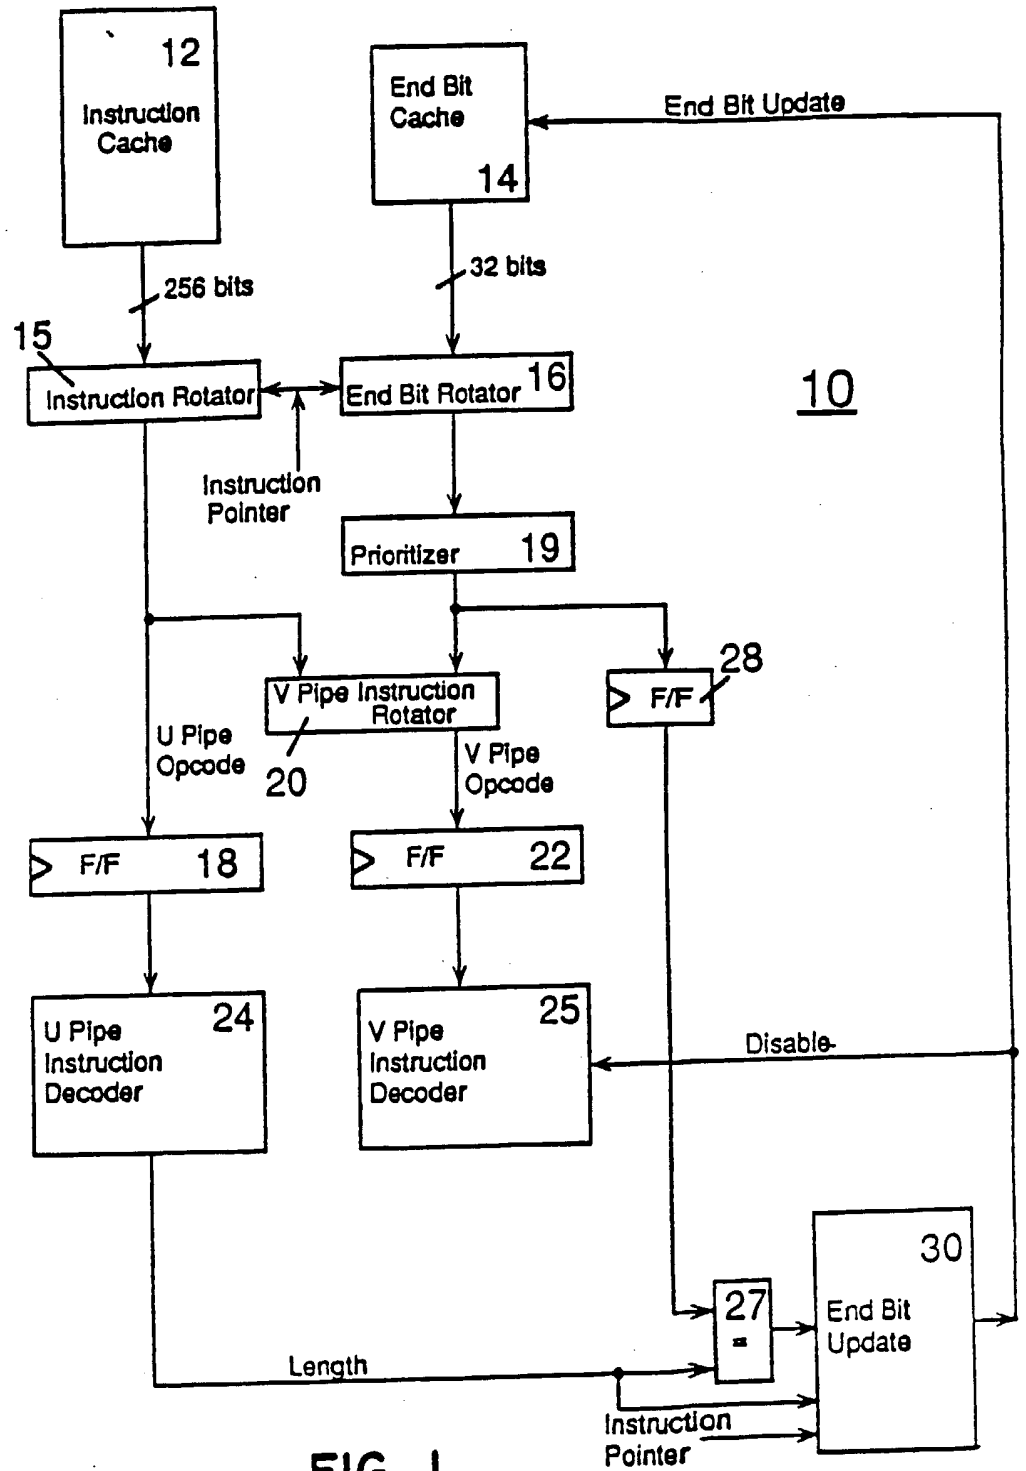 12
Instruction
Cache
End Bit
Cache
14
End Bit Update
256 bits
32 bits
15
Instruction Rotator
End Bit Rotator
16
10
Instruction
Pointer
Prioritizer
19
V Pipe Instruction
Rotator
20
28
F/F
U Pipe
Opcode
V Pipe
Opcode
F/F
18
F/F
22
24
U Pipe
Instruction
Decoder
25
V Pipe
Instruction
Decoder
Disable
30
End Bit
Update
27
=
Length
Instruction
Pointer
FIG. 1